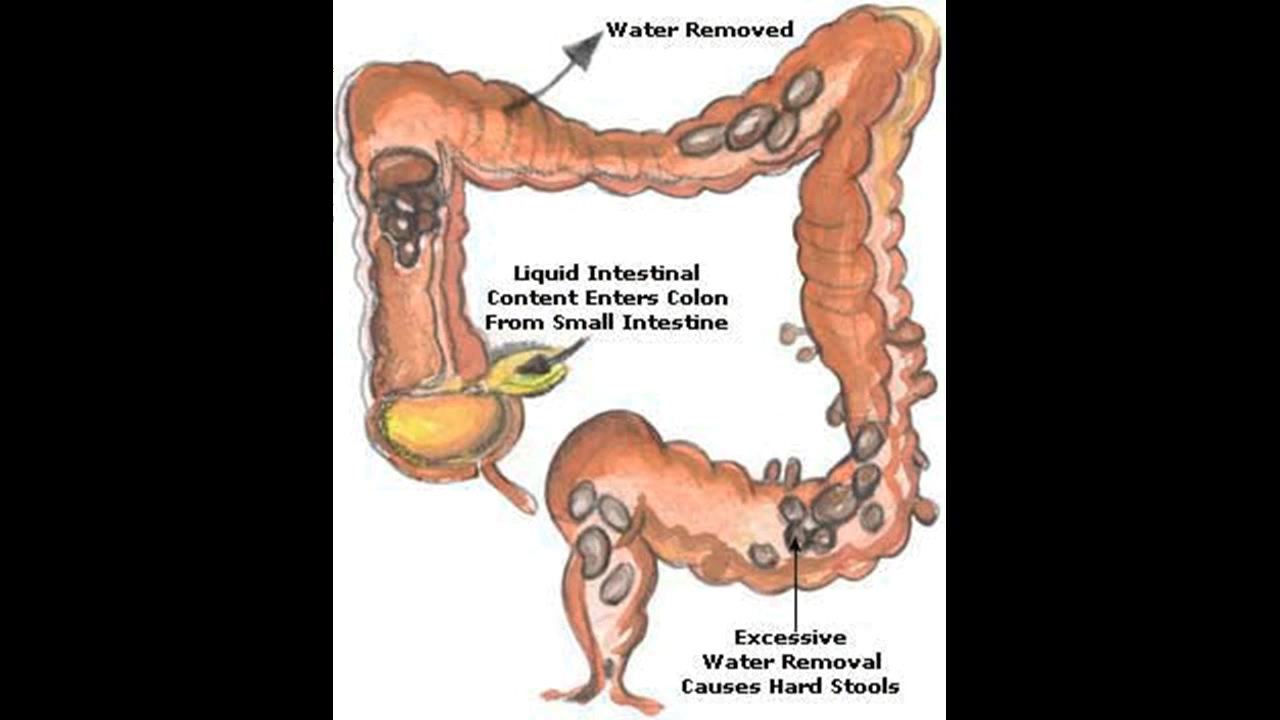 Water Removed
Liquid Intestinal
Content Enters Colon
From Small Intestine
Excessive
Water Removal
Causes Hard Stools